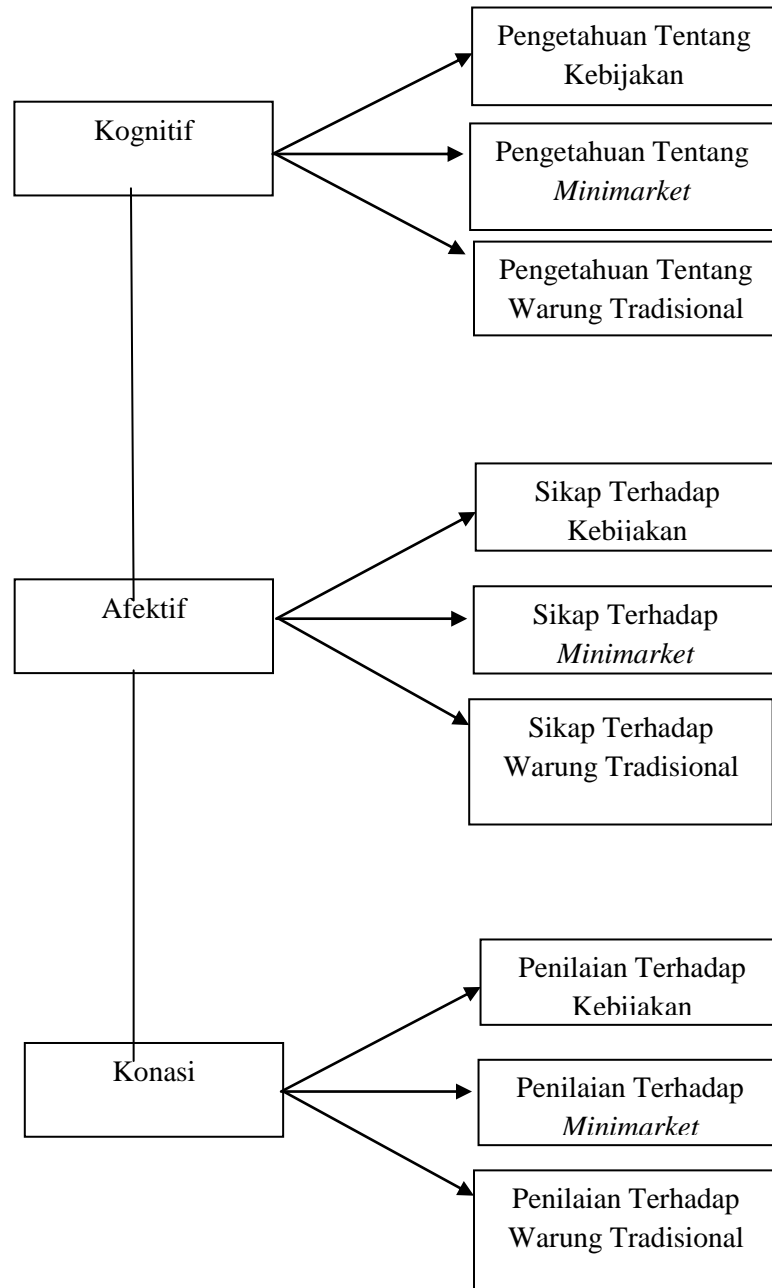 Kognitif
Pengetahuan Tentang
Kebijakan
Pengetahuan Tentang
Minimarket
Pengetahuan Tentang
Warung Tradisional
Afektif
Sikap Terhadap
Kebijakan
Sikap Terhadap
Minimarket
Sikap Terhadap
Warung Tradisional
Konasi
Penilaian Terhadap
Kebijakan
Penilaian Terhadap
Minimarket
Penilaian Terhadap
Warung Tradisional